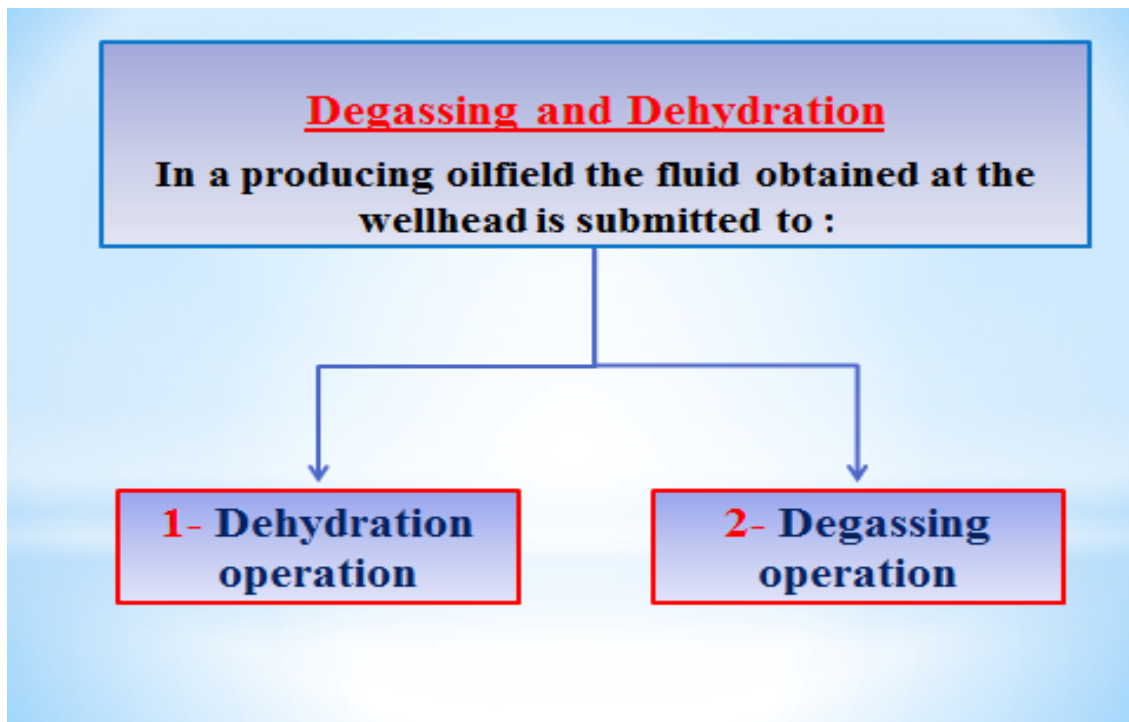 Degassing and Dehydration
In a producing oilfield the fluid obtained at the
wellhead is submitted to :
1- Dehydration
operation
2- Degassing
operation